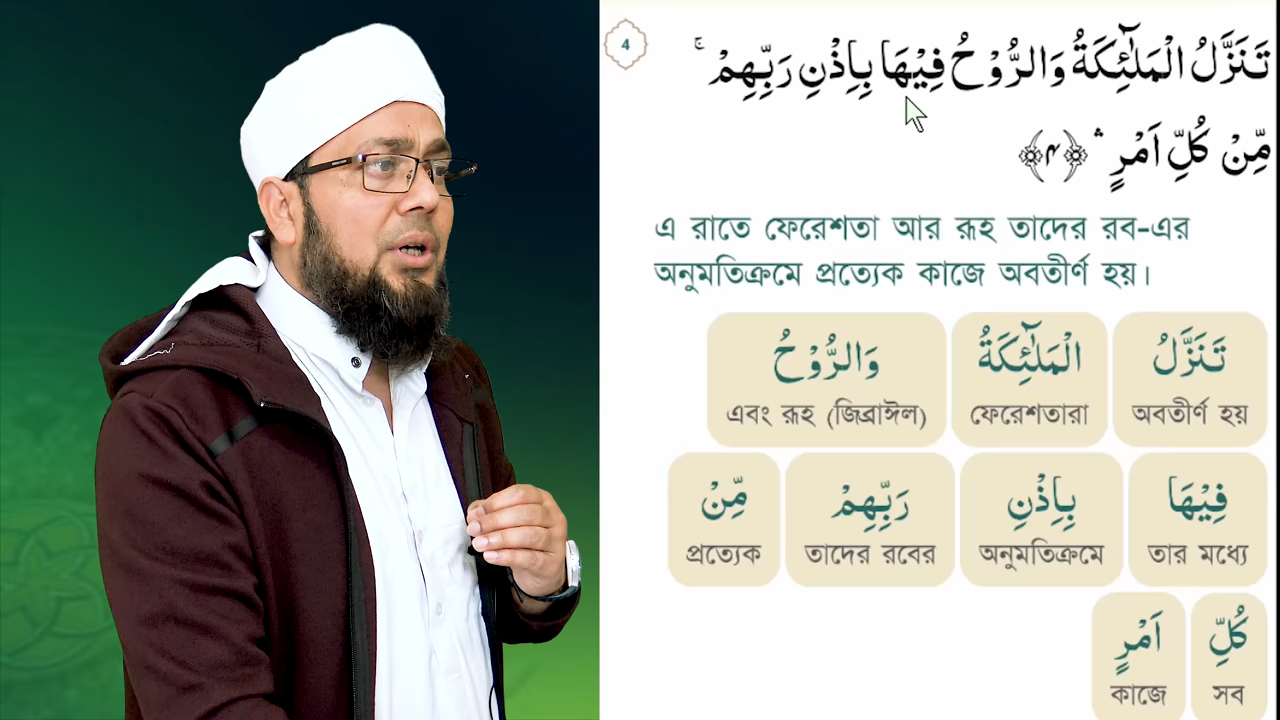 4
تَنَزَّلُ الْمَلٰٓئِكَةُ وَالرُّوْحُ فِيْهَا بِاِذْنِ رَبِّهِمْ ۚ
مِّنْ كُلِّ اَمْرٍ ۛ ﴿۴﴾
এ রাতে ফেরেশতা আর রূহ তাদের রব-এর
অনুমতিক্রমে প্রত্যেক কাজে অবতীর্ণ হয়।
تَنَزَّلُ الْمَلٰٓئِكَةُ وَالرُّوْحُ
অবতীর্ণ হয় ফেরেশতারা এবং রূহ (জিব্রাঈল)
فِيْهَا بِاِذْنِ رَبِّهِمْ مِّنْ
তার মধ্যে অনুমতিক্রমে তাদের রবের প্রত্যেক
كُلِّ اَمْرٍ
সব কাজে